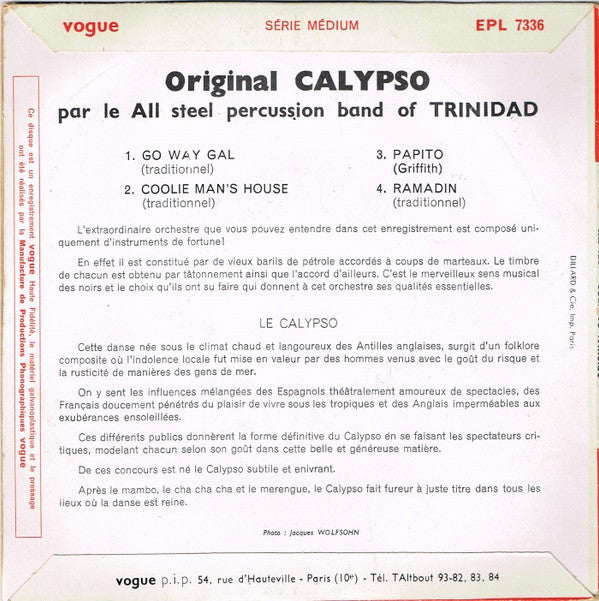 vogue SÉRIE MÉDIUM EPL 7336
Original CALYPSO
par le All steel percussion band of TRINIDAD
1. GO WAY GAL
(traditionnel)
2. COOLIE MAN'S HOUSE
(traditionnel)
3. PAPITO
(Griffith)
4. RAMADIN
(traditionnel)
L'extraordinaire orchestre que vous pouvez entendre dans cet enregistrement est composé uni-
quement d'instruments de fortune!
En effet il est constitué par de vieux barils de pétrole accordés à coups de marteaux. Le timbre
de chacun est obtenu par tâtonnement ainsi que l'accord d'ailleurs. C'est le merveilleux sens musical
des noirs et le choix qu'ils ont su faire qui donnent à cet orchestre ses qualités essentielles.
LE CALYPSO
Cette danse née sous le climat chaud et langoureux des Antilles anglaises, surgit d'un folklore
composite où l'indolence locale fut mise en valeur par des hommes venus avec le goût du risque et
la rusticité de manières des gens de mer.
On y sent les influences mélangées des Espagnols théâtralement amoureux de spectacles, des
Français doucement pénétrés du plaisir de vivre sous les tropiques et des Anglais imperméables aux
exubérances ensoleillées.
Ces différents publics donnèrent la forme définitive du Calypso en se faisant les spectateurs cri-
tiques, modelant chacun selon son goût dans cette belle et généreuse matière.
De ces concours est né le Calypso subtile et enivrant.
Après le mambo, le cha cha cha et le merengue, le Calypso fait fureur à juste titre dans tous les
lieux où la danse est reine.
Photo : Jacques WOLFSOHN
vogue p.i.p. 54, rue d'Hauteville - Paris (10e) - Tél. TAItbout 93-82, 83, 84
Ce disque est un enregistrement vogue Haute Fidélité, le matériel galvanoplastique et le pressage
ont été réalisés par la Manufacture de Productions Phonographiques vogue
DILLARD & Cie. Imp. Paris